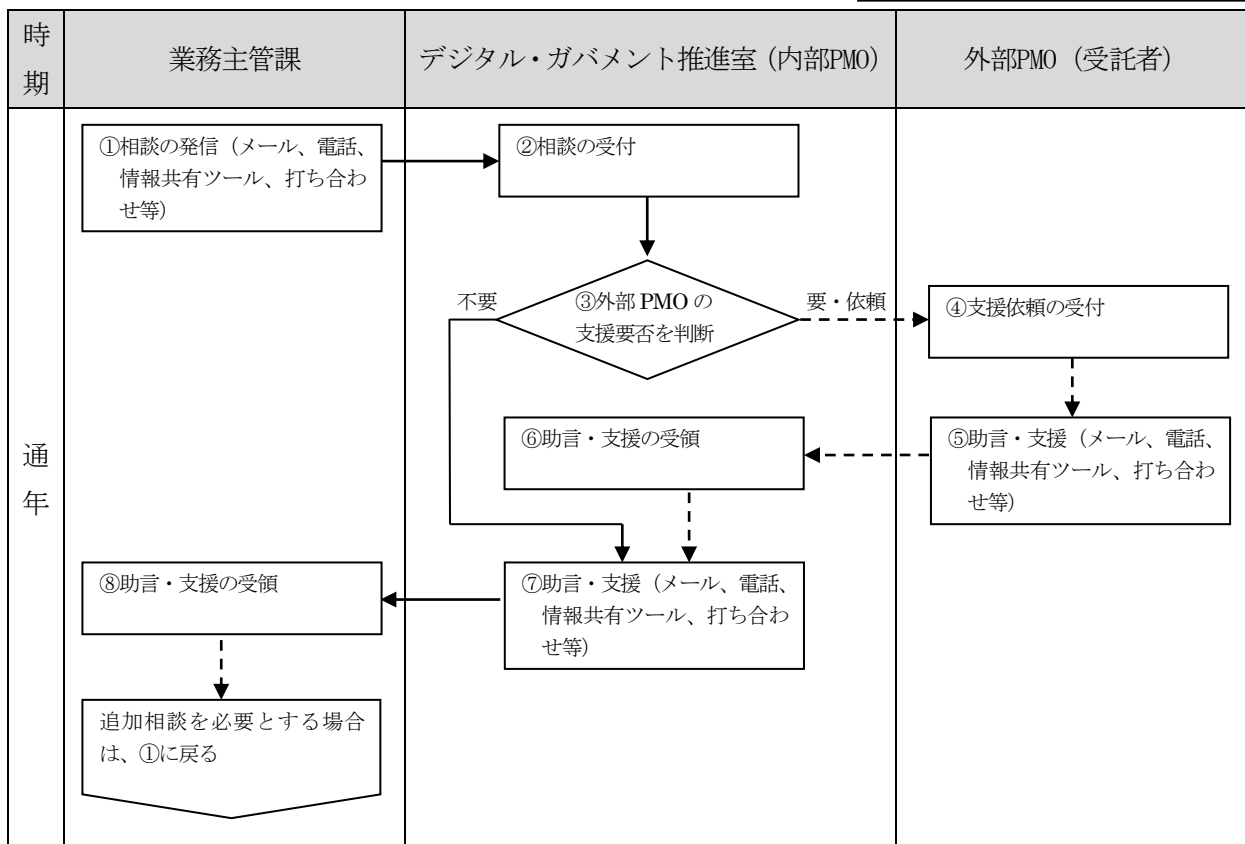 時
期
業務主管課
デジタル・ガバメント推進室（内部PMO）
外部PMO（受託者）
通
年
①相談の発信（メール、電話、
情報共有ツール、打ち合わ
せ等）
②相談の受付
③外部 PMO の
支援要否を判断
不要
要・依頼
④支援依頼の受付
⑤助言・支援（メール、電話、
情報共有ツール、打ち合わ
せ等）
⑥助言・支援の受領
⑦助言・支援（メール、電話、
情報共有ツール、打ち合わ
せ等）
⑧助言・支援の受領
追加相談を必要とする場合
は、①に戻る